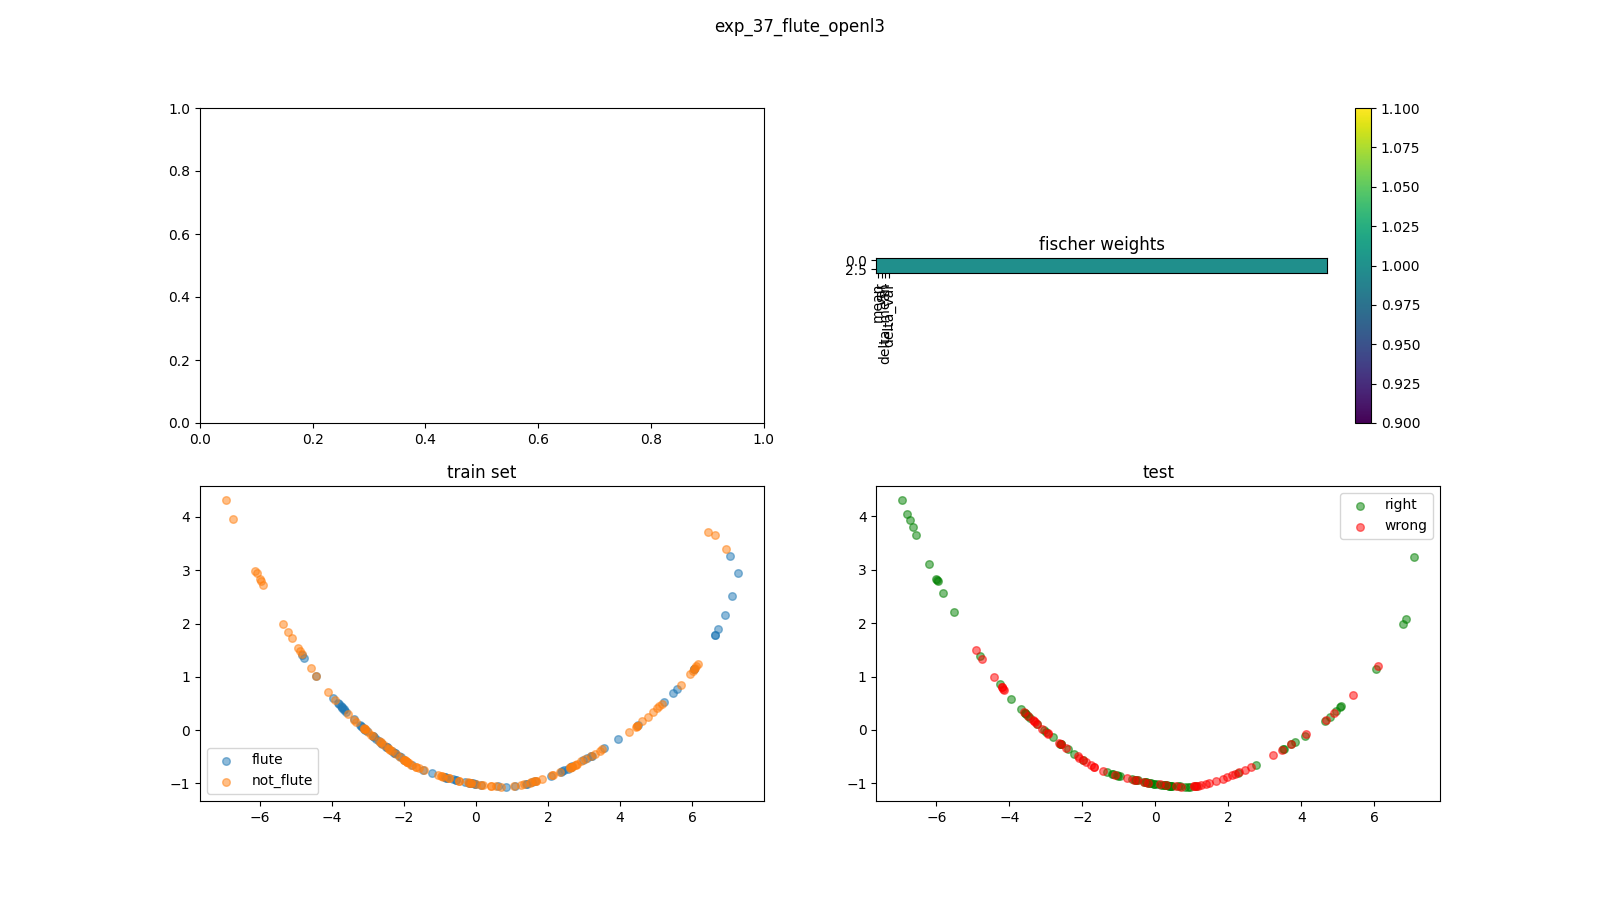 exp_37_flute_openl3
1.0
0.8
0.6
0.4
0.2
0.0
0.0 0.2 0.4 0.6 0.8 1.0
fischer weights
0.0
2.5
mean
delta_mean
delta_var
1.100
1.075
1.050
1.025
1.000
0.975
0.950
0.925
0.900
train set
4
3
2
1
0
−1
−6 −4 −2 0 2 4 6
flute
not_flute
test
4
3
2
1
0
−1
−6 −4 −2 0 2 4 6
right
wrong